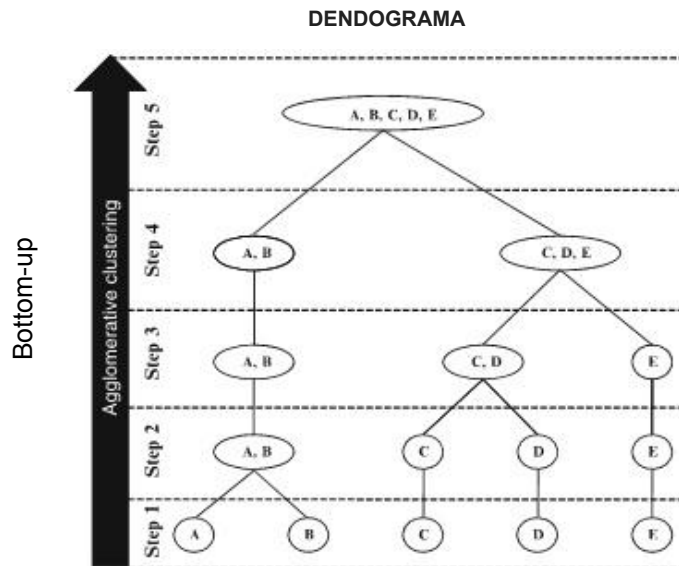 DENDOGRAMA
Bottom-up
Agglomerative clustering
Step 5
A, B, C, D, E
Step 4
A, B
C, D, E
Step 3
A, B
C, D
E
Step 2
A, B
C
D
E
Step 1
A
B
C
D
E